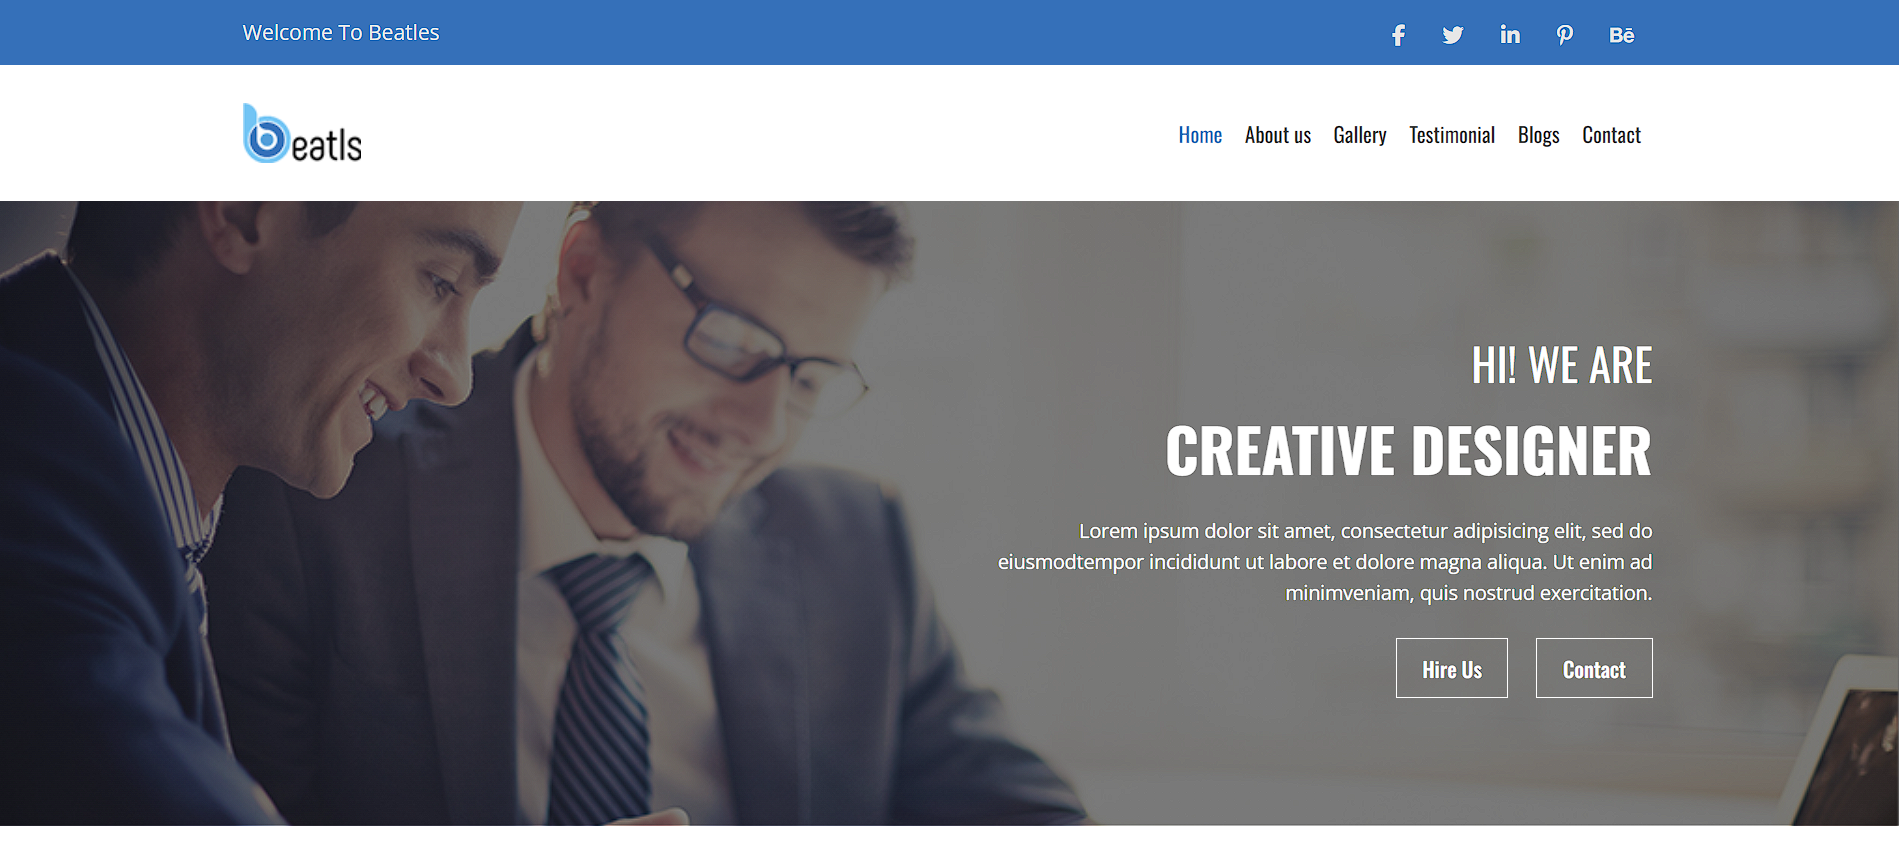 Welcome To Beatles
beatls
Home About us Gallery Testimonial Blogs Contact
HI! WE ARE
CREATIVE DESIGNER
Lorem ipsum dolor sit amet, consectetur adipisicing elit, sed do
eiusmodtempor incididunt ut labore et dolore magna aliqua. Ut enim ad
minimveniam, quis nostrud exercitation.
Hire Us Contact